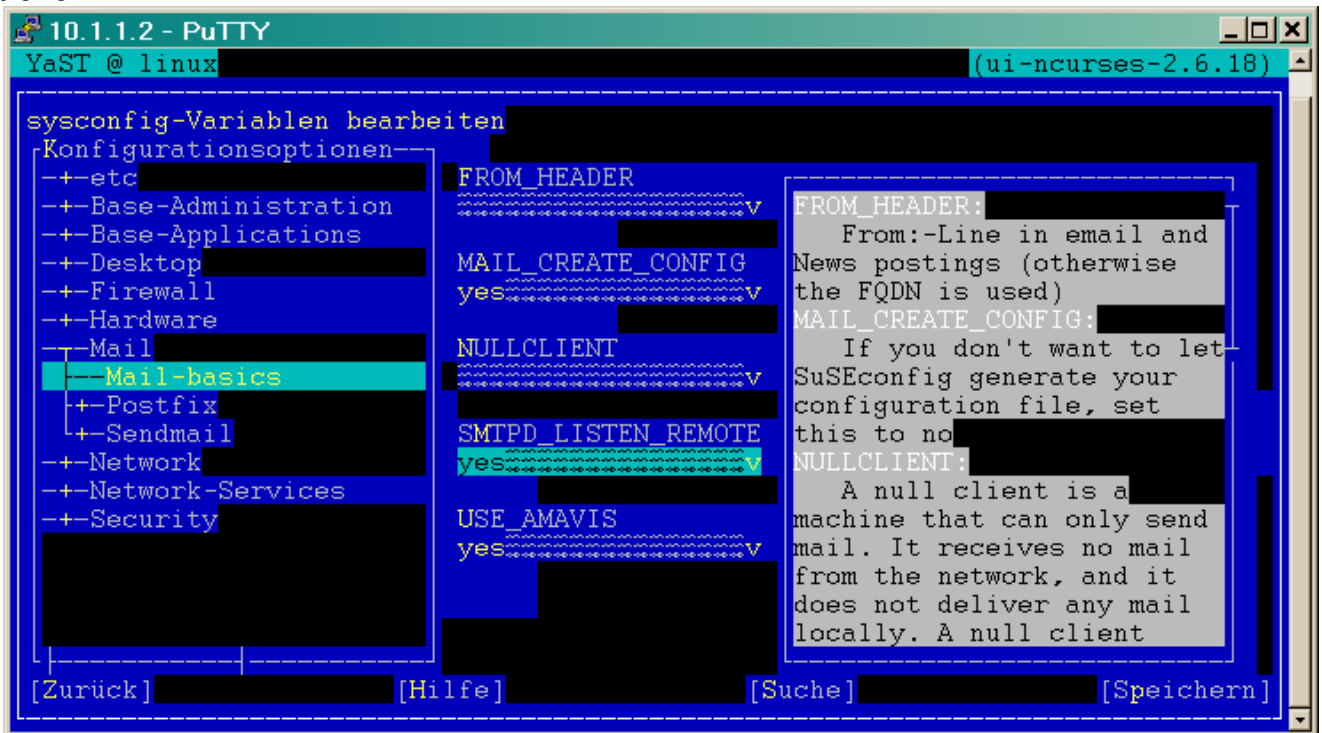 10.1.1.2 - PuTTY
YaST @ linux (ui-ncurses-2.6.18)
sysconfig-Variablen bearbeiten
Konfigurationsoptionen
etc
Base-Administration
Base-Applications
Desktop
Firewall
Hardware
Mail
Mail-basics
Postfix
Sendmail
Network
Network-Services
Security
FROM_HEADER
v
MAIL_CREATE_CONFIG
yes v
NULLCLIENT
v
SMTPD_LISTEN_REMOTE
yes v
USE_AMAVIS
yes v
FROM_HEADER:
From:-Line in email and
News postings (otherwise
the FQDN is used)
MAIL_CREATE_CONFIG:
If you don't want to let
SuSEconfig generate your
configuration file, set
this to no
NULLCLIENT:
A null client is a
machine that can only send
mail. It receives no mail
from the network, and it
does not deliver any mail
locally. A null client
[Zurück] [Hilfe] [Suche] [Speichern]